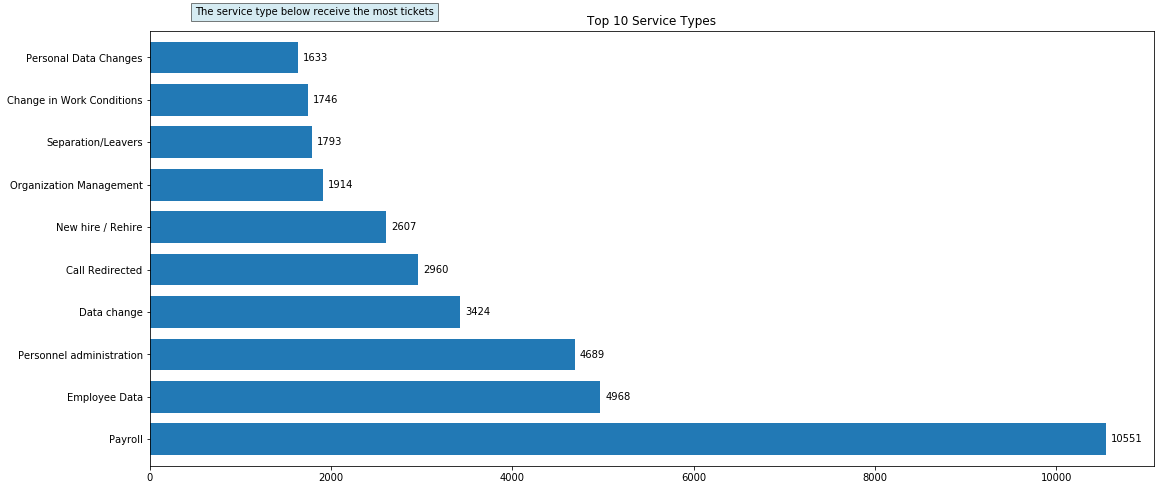 The service type below receive the most tickets
Top 10 Service Types
Personal Data Changes 1633
Change in Work Conditions 1746
Separation/Leavers 1793
Organization Management 1914
New hire / Rehire 2607
Call Redirected 2960
Data change 3424
Personnel administration 4689
Employee Data 4968
Payroll 10551
0 2000 4000 6000 8000 10000